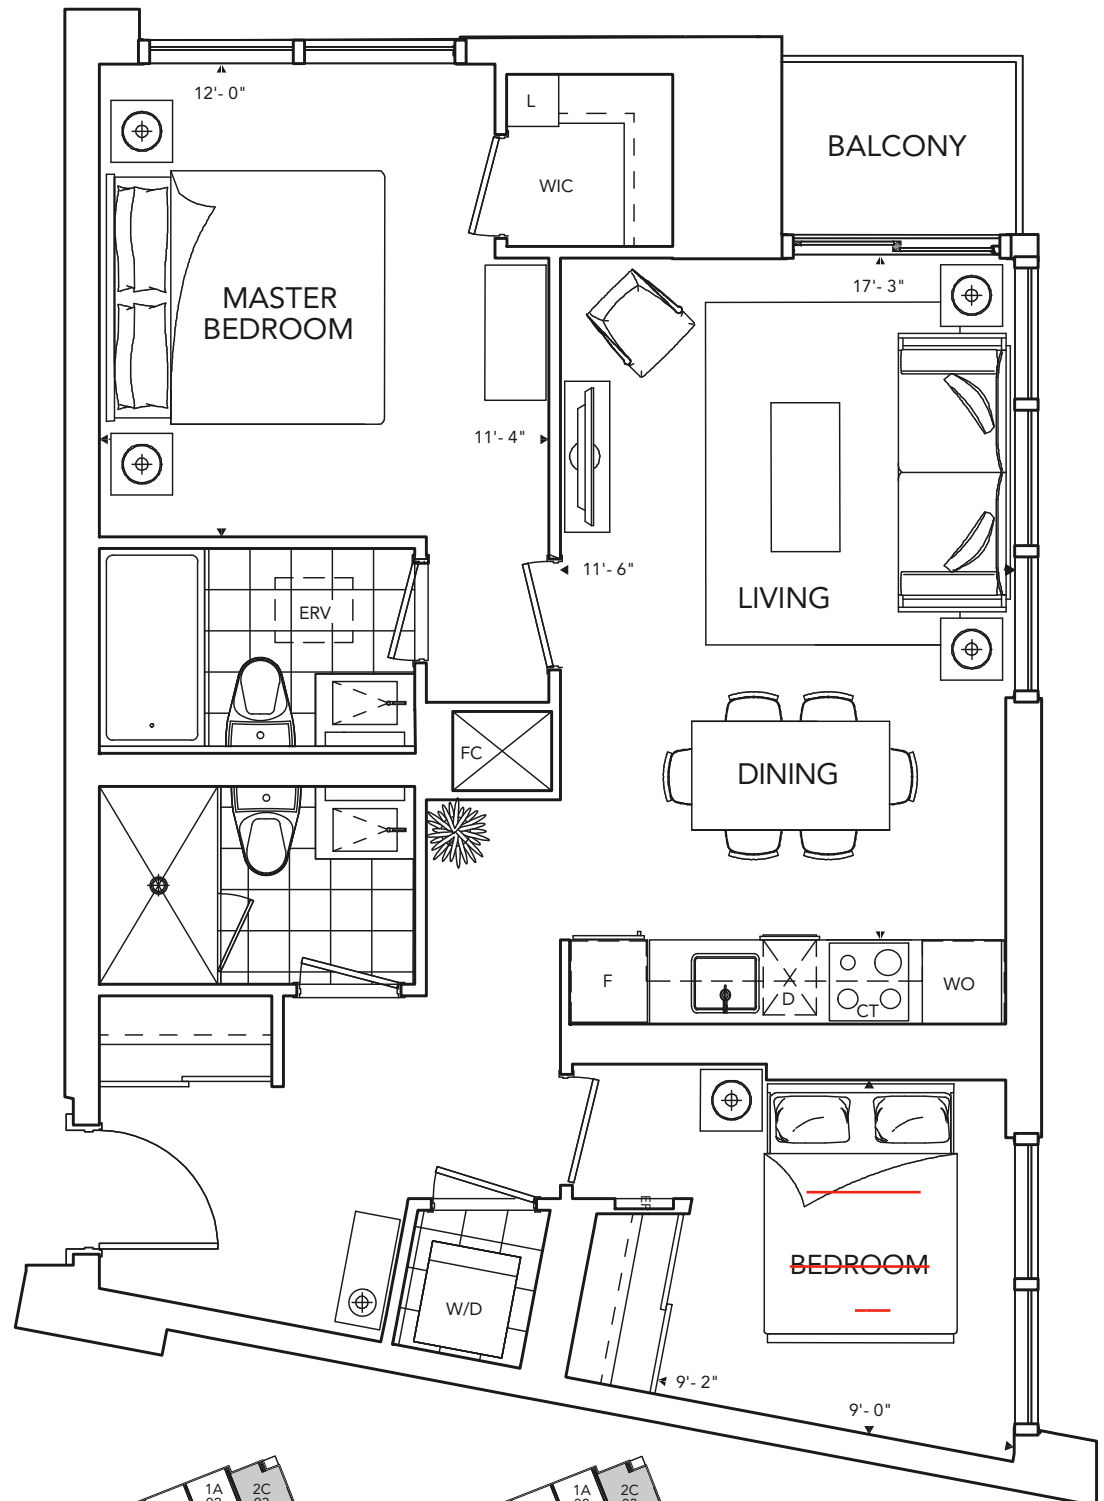 12'- 0"
L
BALCONY
WIC
17'- 3"
MASTER
BEDROOM
11'- 4"
11'- 6"
LIVING
ERV
FC
DINING
F
D
CT
WO
BEDROOM
W/D
9'- 2"
9'- 0"
1A
2C
1A
2C